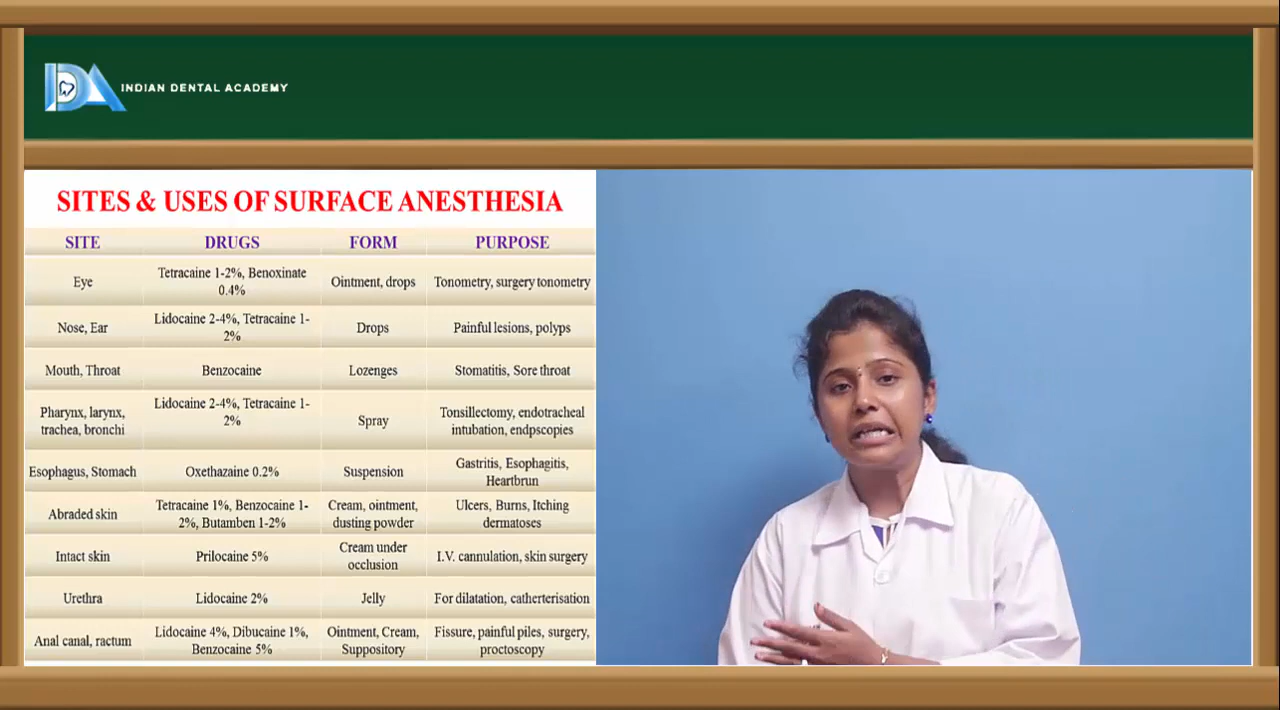 IDA INDIAN DENTAL ACADEMY
SITES & USES OF SURFACE ANESTHESIA
SITE DRUGS FORM PURPOSE
Eye Tetracaine 1-2%, Benoxinate 0.4% Ointment, drops Tonometry, surgery tonometry
Nose, Ear Lidocaine 2-4%, Tetracaine 1-2% Drops Painful lesions, polyps
Mouth, Throat Benzocaine Lozenges Stomatitis, Sore throat
Pharynx, larynx, trachea, bronchi Lidocaine 2-4%, Tetracaine 1-2% Spray Tonsillectomy, endotracheal intubation, endpscopies
Esophagus, Stomach Oxethazaine 0.2% Suspension Gastritis, Esophagitis, Heartbrun
Abraded skin Tetracaine 1%, Benzocaine 1-2%, Butamben 1-2% Cream, ointment, dusting powder Ulcers, Burns, Itching dermatoses
Intact skin Prilocaine 5% Cream under occlusion I.V. cannulation, skin surgery
Urethra Lidocaine 2% Jelly For dilatation, catherterisation
Anal canal, ractum Lidocaine 4%, Dibucaine 1%, Benzocaine 5% Ointment, Cream, Suppository Fissure, painful piles, surgery, proctoscopy